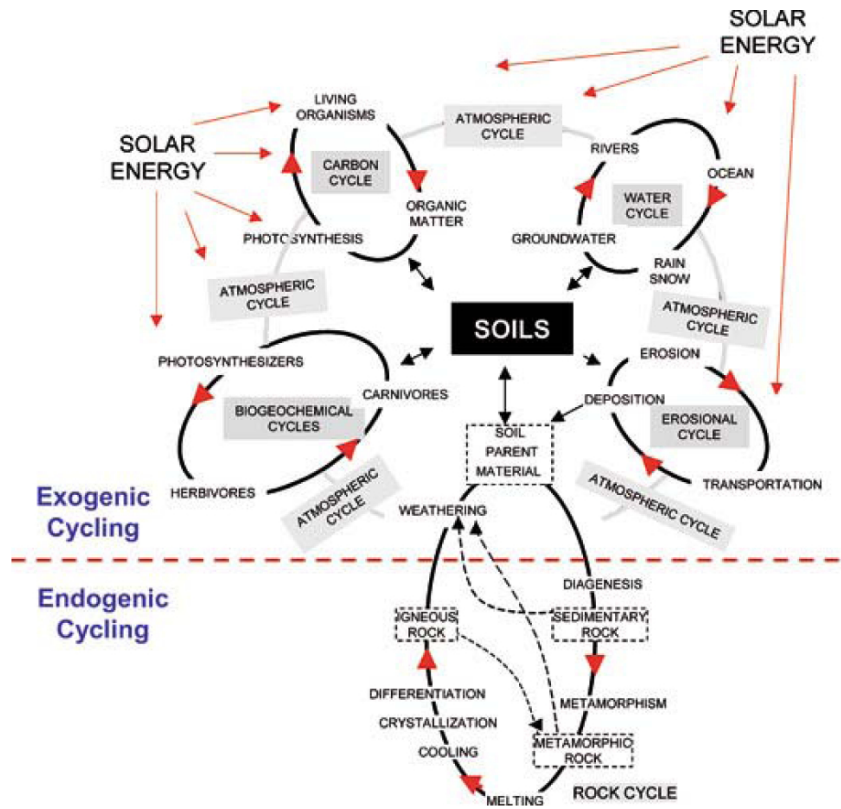 SOLAR
ENERGY
SOLAR
ENERGY
LIVING
ORGANISMS
ATMOSPHERIC
CYCLE
RIVERS
OCEAN
CARBON
CYCLE
WATER
CYCLE
ORGANIC
MATTER
PHOTOSYNTHESIS
GROUNDWATER
RAIN
SNOW
ATMOSPHERIC
CYCLE
ATMOSPHERIC
CYCLE
SOILS
EROSION
PHOTOSYNTHESIZERS
CARNIVORES
DEPOSITION
BIOGEOCHEMICAL
CYCLES
EROSIONAL
CYCLE
SOIL
PARENT
MATERIAL
HERBIVORES
TRANSPORTATION
ATMOSPHERIC
CYCLE
ATMOSPHERIC CYCLE
Exogenic
Cycling
WEATHERING
Endogenic
Cycling
DIAGENESIS
IGNEOUS
ROCK
SEDIMENTARY
ROCK
DIFFERENTIATION
METAMORPHISM
CRYSTALLIZATION
COOLING
METAMORPHIC
ROCK
MELTING
ROCK CYCLE